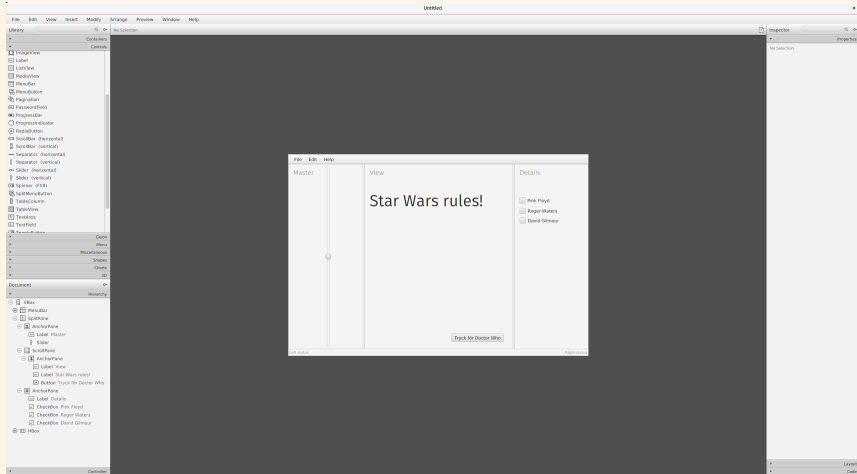 Untitled
File Edit View Insert Modify Arrange Preview Window Help
Library
No Selection
Inspector
Containers
Controls
Properties
No Selection
ImageView
Label
ListView
MediaView
MenuBar
MenuButton
Pagination
PasswordField
ProgressBar
ProgressIndicator
RadioButton
ScrollBar (horizontal)
ScrollBar (vertical)
Separator (horizontal)
Separator (vertical)
Slider (horizontal)
Slider (vertical)
Spinner (FX8)
SplitMenuButton
TableColumn
TableView
TextArea
TextField
Gluon
Menu
Miscellaneous
Shapes
Charts
3D
Document
Hierarchy
VBox
MenuBar
SplitPane
AnchorPane
Label Master
Slider
ScrollPane
AnchorPane
Label View
Label Star Wars rules!
Button Tryck för Doctor Who
AnchorPane
Label Details
CheckBox Pink Floyd
CheckBox Roger Waters
CheckBox David Gilmour
HBox
Controller
File Edit Help
Master
View
Details
Star Wars rules!
Pink Floyd
Roger Waters
David Gilmour
Tryck för Doctor Who
Left status
Right status
Layout
Code